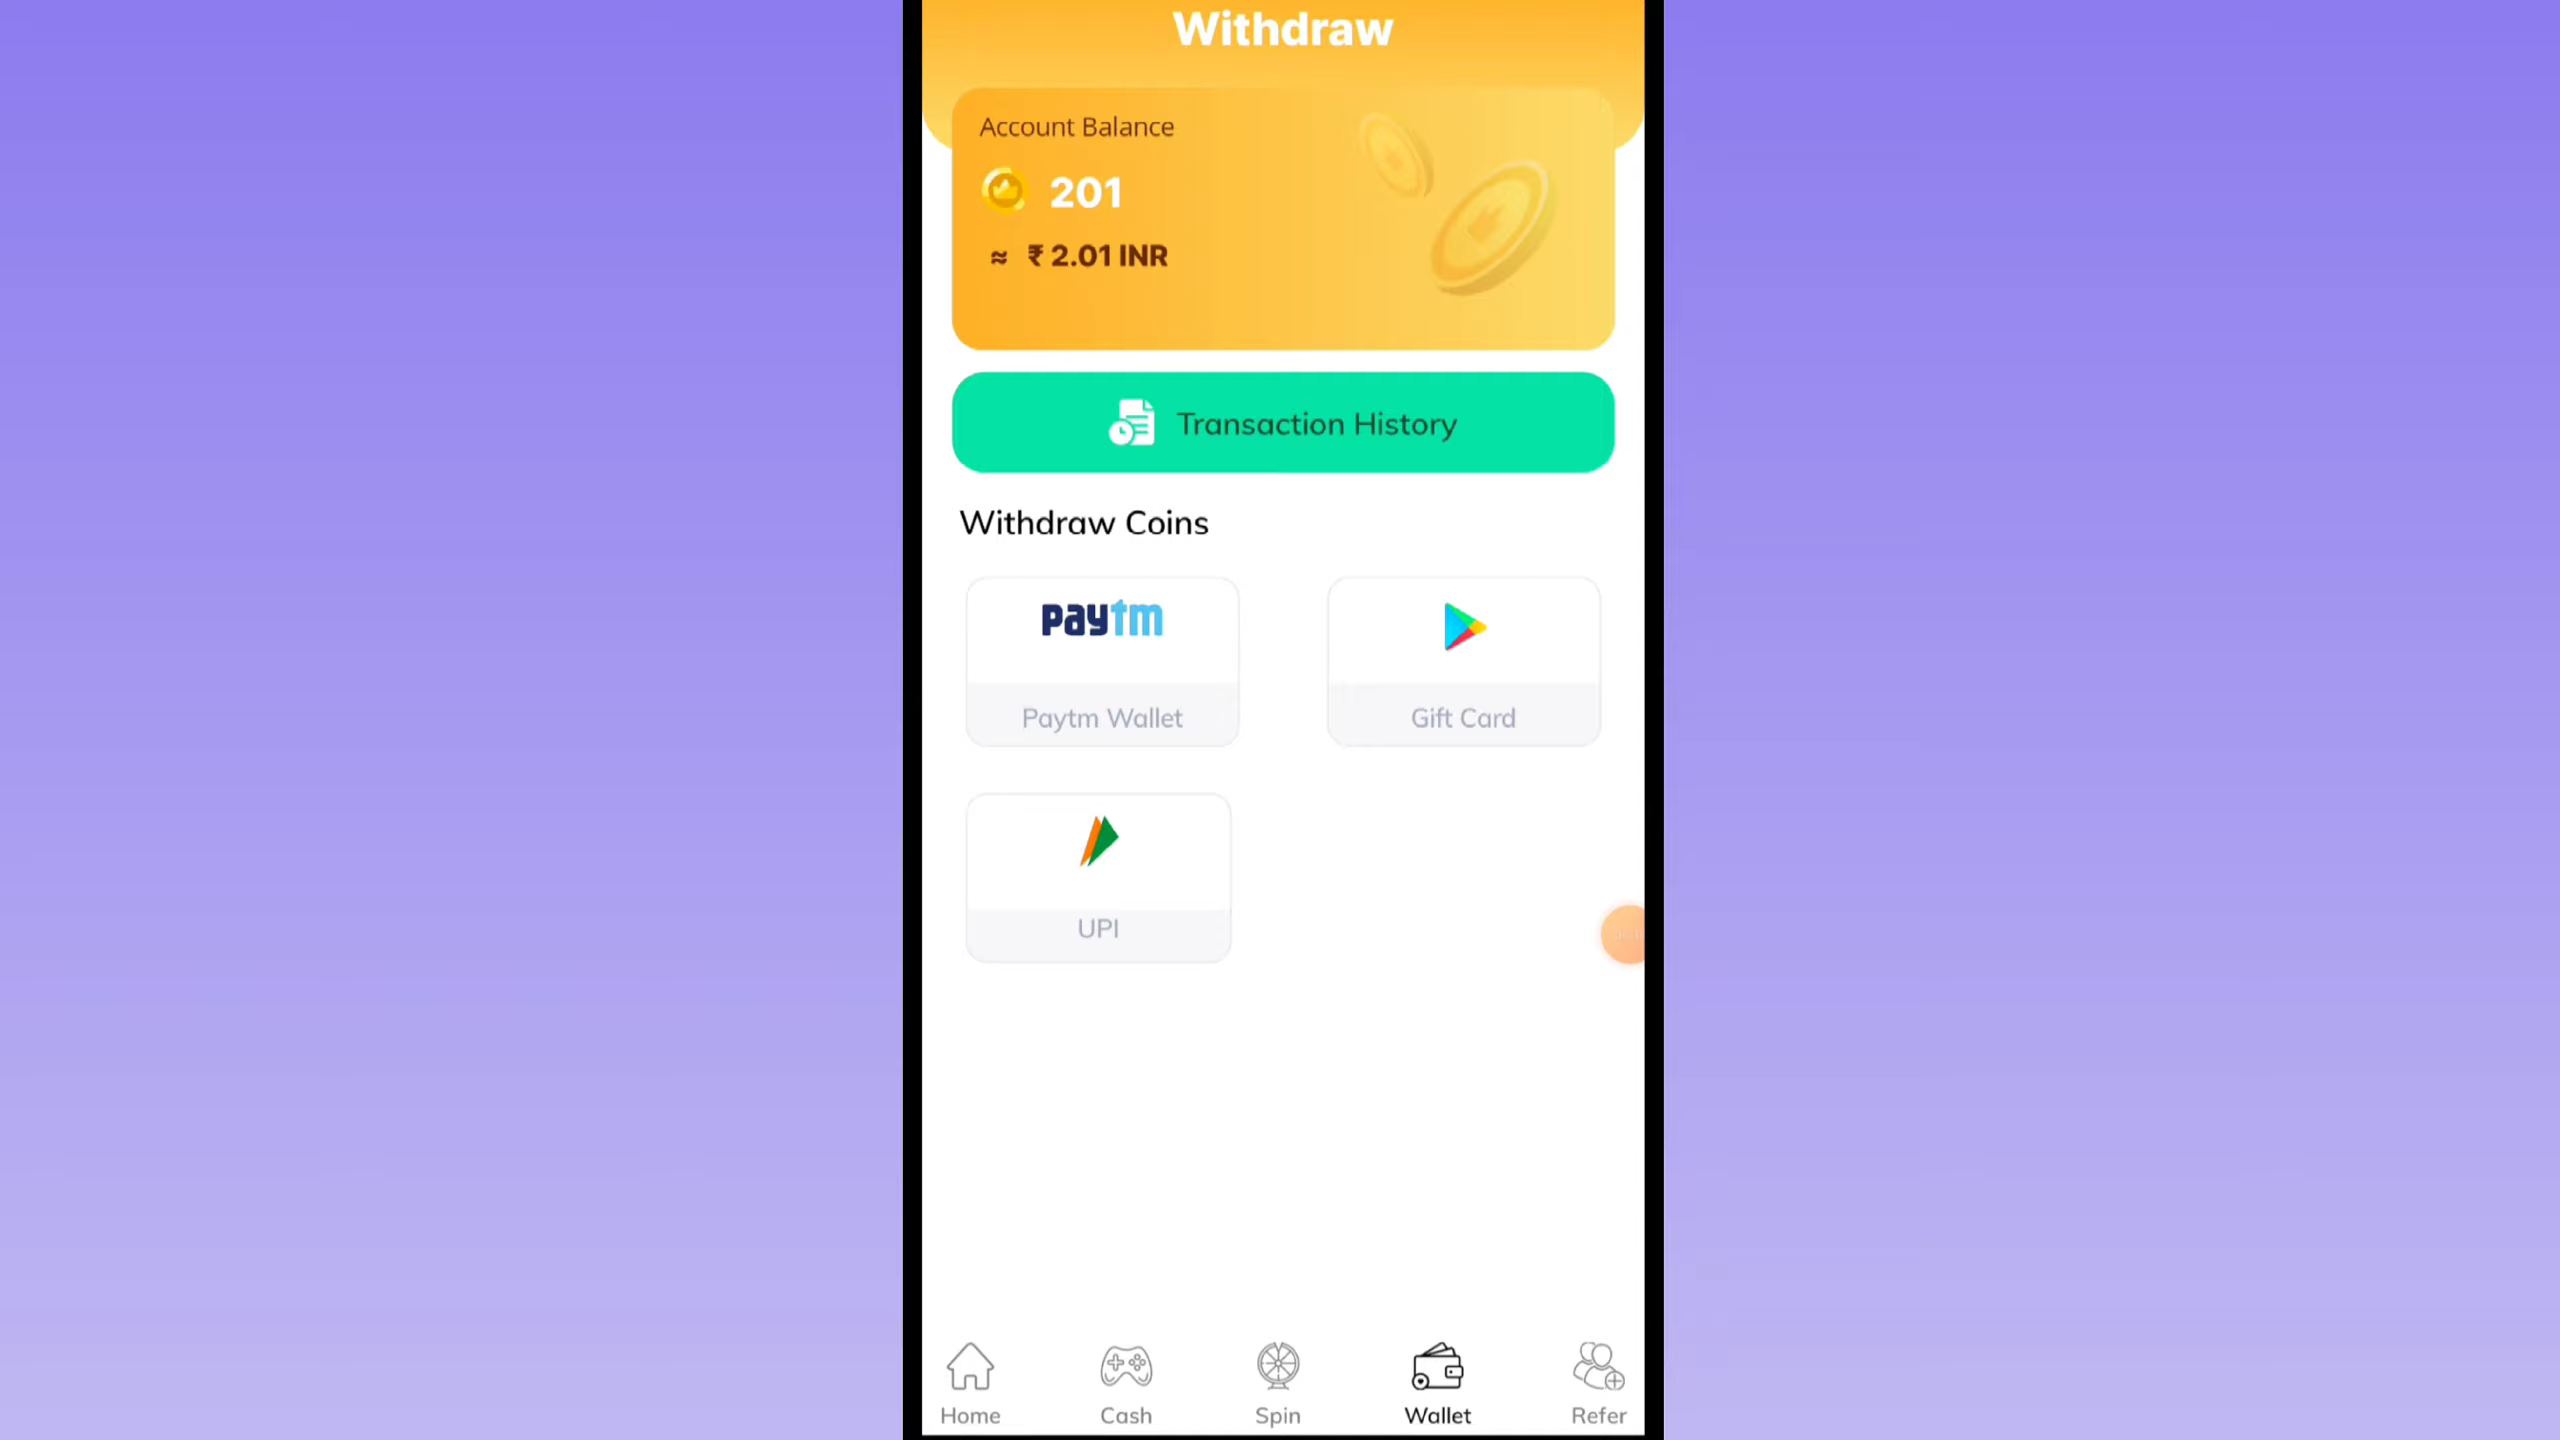 Withdraw
Account Balance
201
≈ ₹ 2.01 INR
Transaction History
Withdraw Coins
paytm
Paytm Wallet
Gift Card
UPI
Home
Cash
Spin
Wallet
Refer